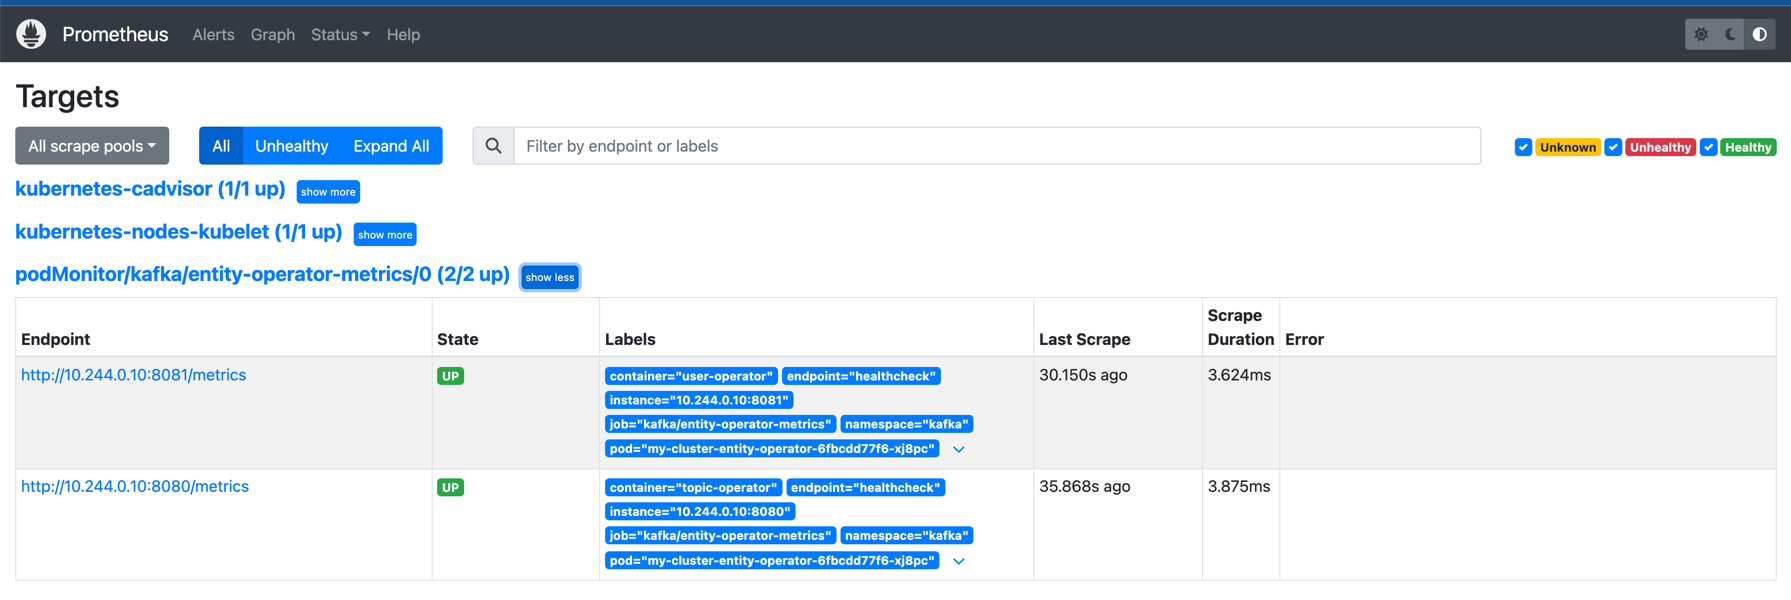 Prometheus Alerts Graph Status Help
Targets
All scrape pools All Unhealthy Expand All Filter by endpoint or labels Unknown Unhealthy Healthy
kubernetes-cadvisor (1/1 up) show more
kubernetes-nodes-kubelet (1/1 up) show more
podMonitor/kafka/entity-operator-metrics/0 (2/2 up) show less
Endpoint State Labels Last Scrape Scrape Duration Error
http://10.244.0.10:8081/metrics UP container="user-operator" endpoint="healthcheck" 30.150s ago 3.624ms
instance="10.244.0.10:8081"
job="kafka/entity-operator-metrics" namespace="kafka"
pod="my-cluster-entity-operator-6fbcdd77f6-xj8pc"
http://10.244.0.10:8080/metrics UP container="topic-operator" endpoint="healthcheck" 35.868s ago 3.875ms
instance="10.244.0.10:8080"
job="kafka/entity-operator-metrics" namespace="kafka"
pod="my-cluster-entity-operator-6fbcdd77f6-xj8pc"